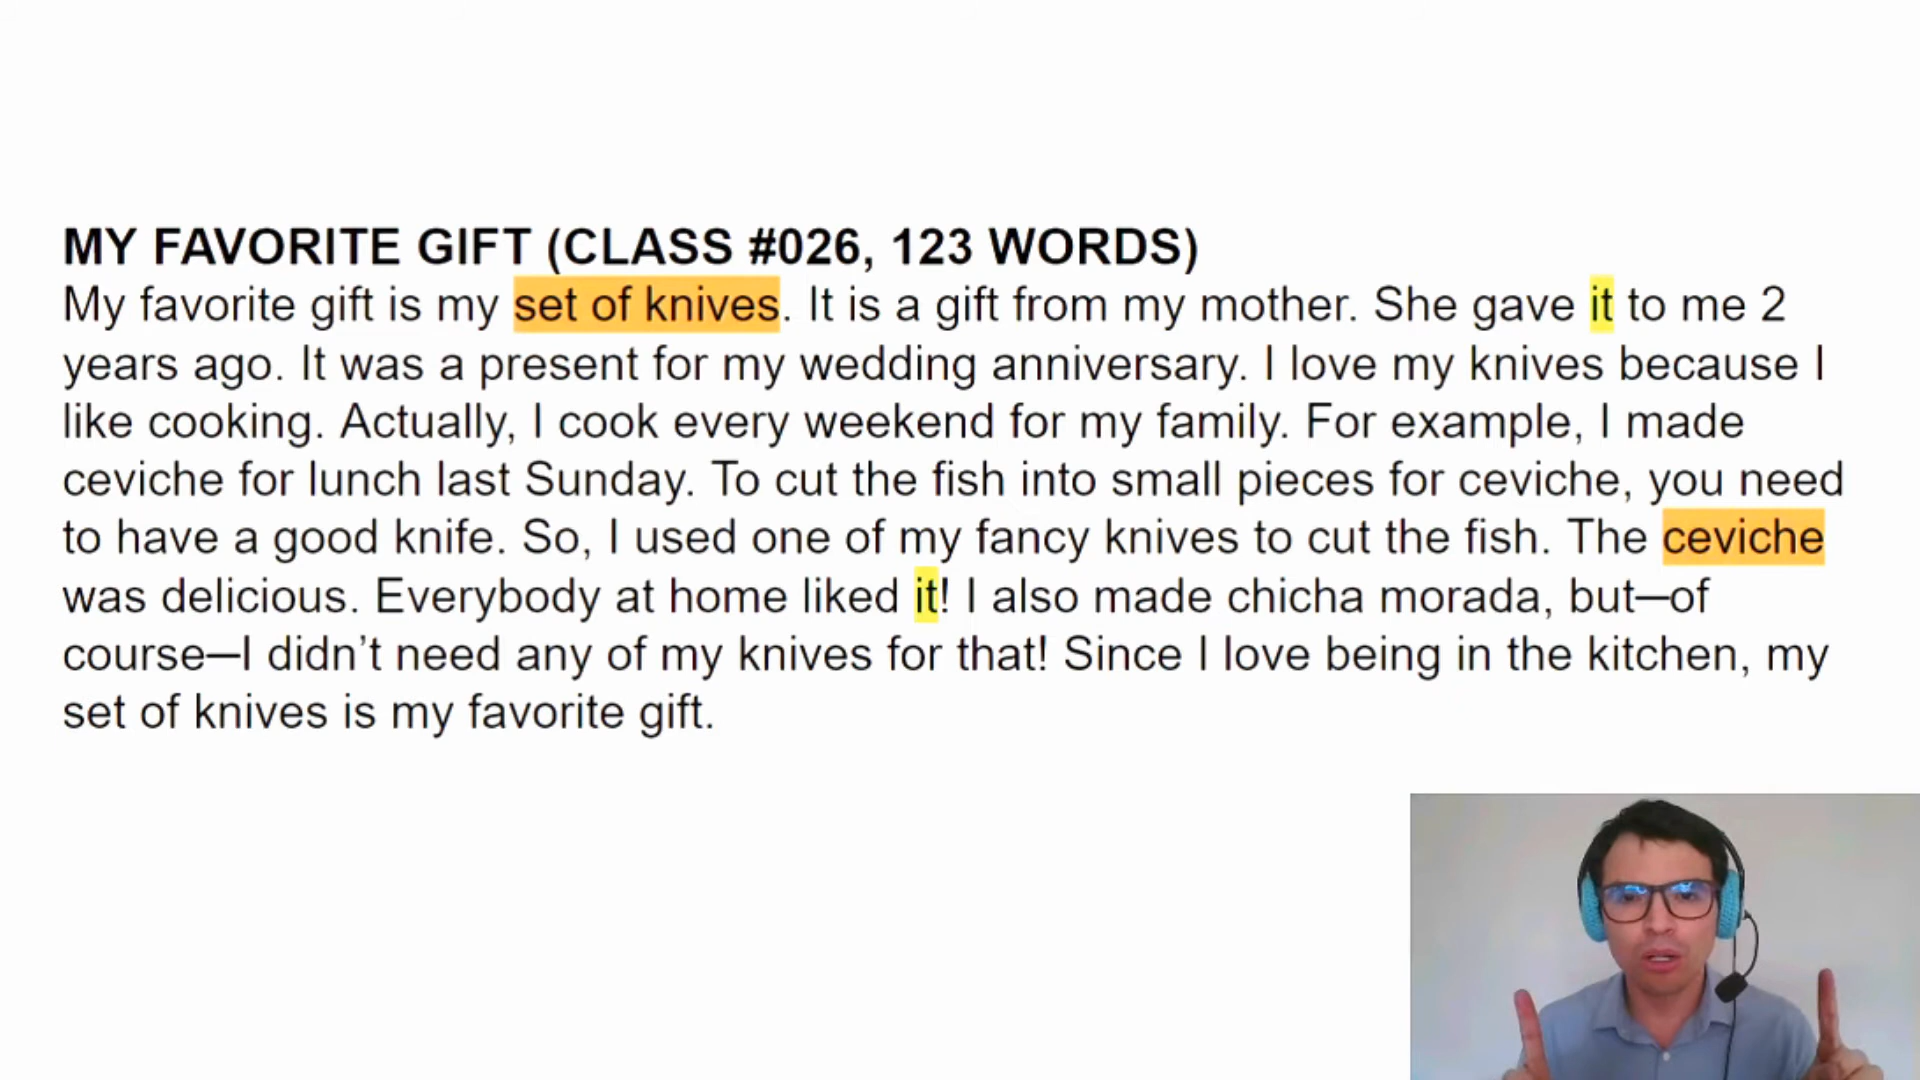 MY FAVORITE GIFT (CLASS #026, 123 WORDS)
My favorite gift is my set of knives. It is a gift from my mother. She gave it to me 2
years ago. It was a present for my wedding anniversary. I love my knives because I
like cooking. Actually, I cook every weekend for my family. For example, I made
ceviche for lunch last Sunday. To cut the fish into small pieces for ceviche, you need
to have a good knife. So, I used one of my fancy knives to cut the fish. The ceviche
was delicious. Everybody at home liked it! I also made chicha morada, but—of
course—I didn’t need any of my knives for that! Since I love being in the kitchen, my
set of knives is my favorite gift.